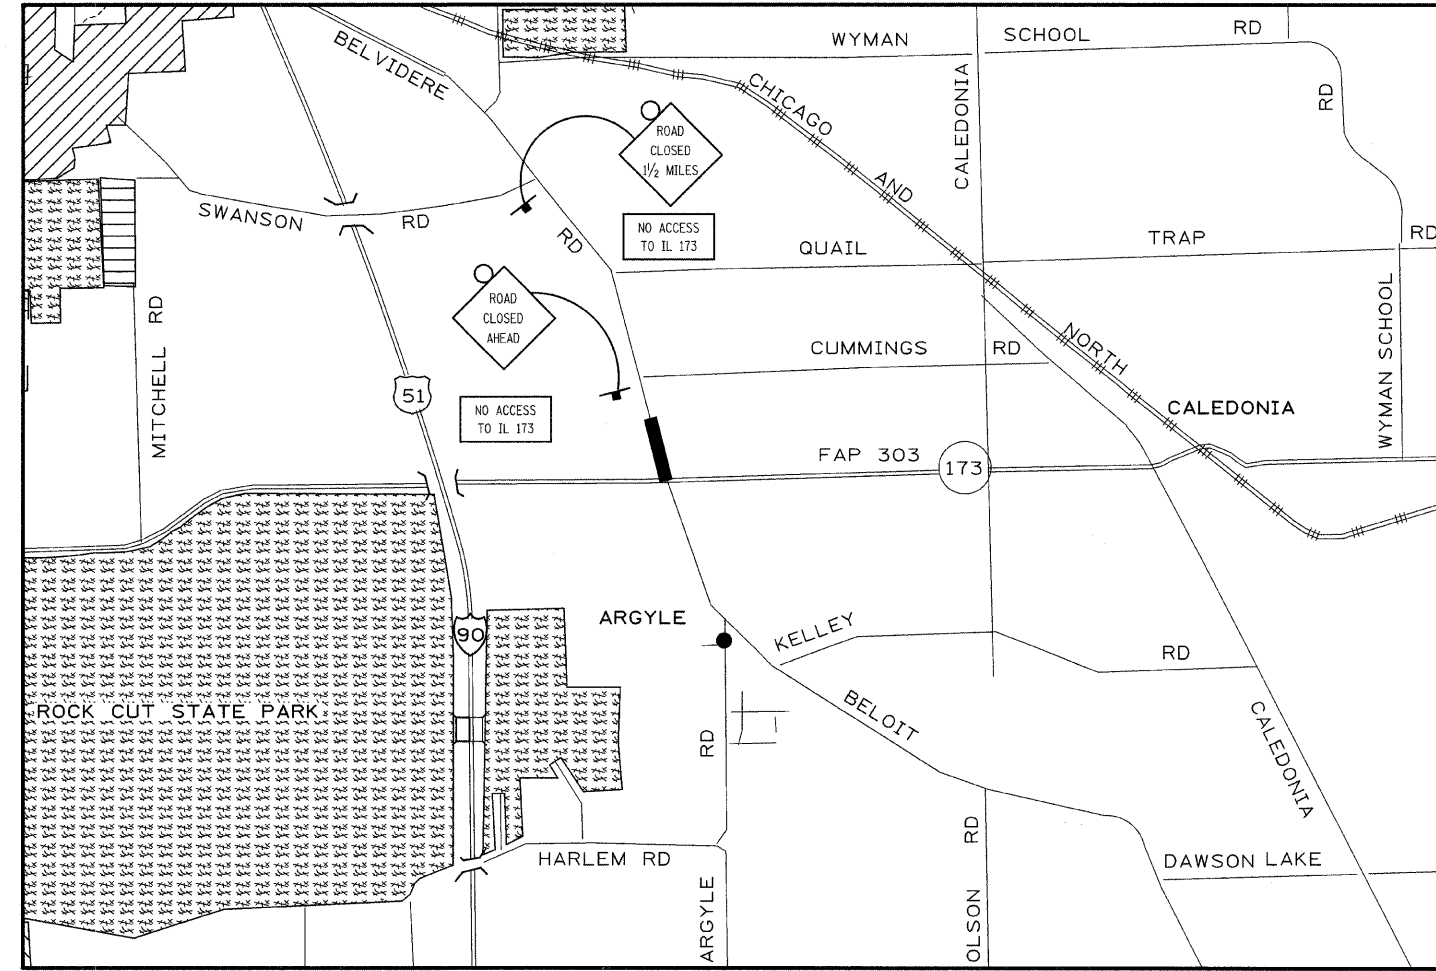 WYMAN
SCHOOL
RD
BELVIDERE
RD
CHICAGO
AND
NORTH
CALEDONIA
RD
ROAD
CLOSED
1½ MILES
NO ACCESS
TO IL 173
SWANSON
RD
RD
QUAIL
TRAP
RD
ROAD
CLOSED
AHEAD
NO ACCESS
TO IL 173
MITCHELL RD
51
CUMMINGS
RD
CALEDONIA
WYMAN SCHOOL
FAP 303
173
ARGYLE
90
KELLEY
RD
ROCK CUT STATE PARK
BELOIT
RD
CALEDONIA
HARLEM RD
RD
DAWSON LAKE
ARGYLE
OLSON